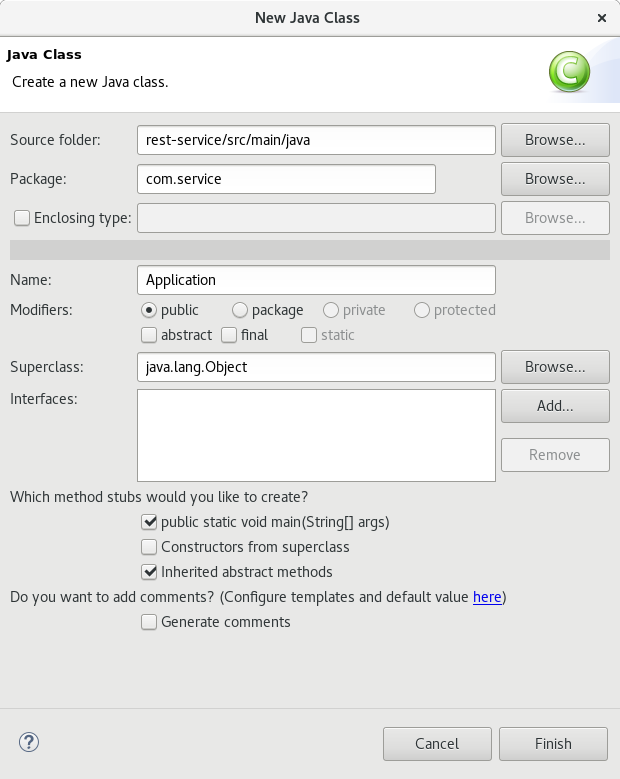 New Java Class
Java Class
Create a new Java class.
Source folder: rest-service/src/main/java Browse...
Package: com.service Browse...
Enclosing type: Browse...
Name: Application
Modifiers: public package private protected
abstract final static
Superclass: java.lang.Object Browse...
Interfaces: Add...
Remove
Which method stubs would you like to create?
public static void main(String[] args)
Constructors from superclass
Inherited abstract methods
Do you want to add comments? (Configure templates and default value here)
Generate comments
Cancel Finish